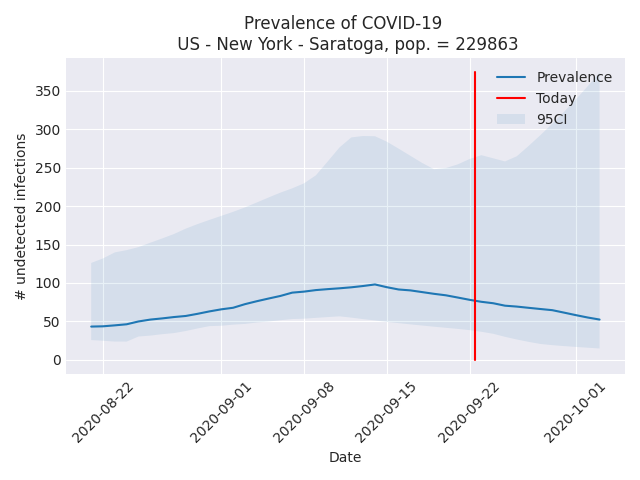 Prevalence of COVID-19
US - New York - Saratoga, pop. = 229863
Prevalence
Today
95CI
# undetected infections
350
300
250
200
150
100
50
0
2020-08-22
2020-09-01
2020-09-08
2020-09-15
2020-09-22
2020-10-01
Date